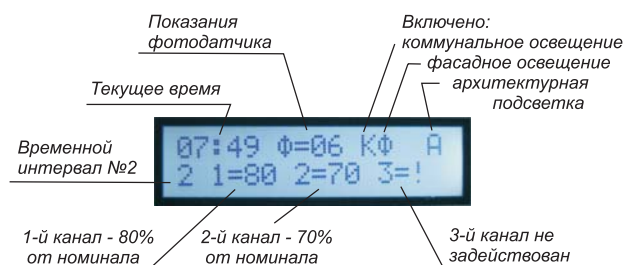 Показания
фотодатчика
Включено:
коммунальное освещение
фасадное освещение
архитектурная
подсветка
Текущее время
Временной
интервал №2
07:49 Ф=06 КФ А
2 1=80 2=70 3=!
1-й канал - 80%
от номинала
2-й канал - 70%
от номинала
3-й канал не
задействован